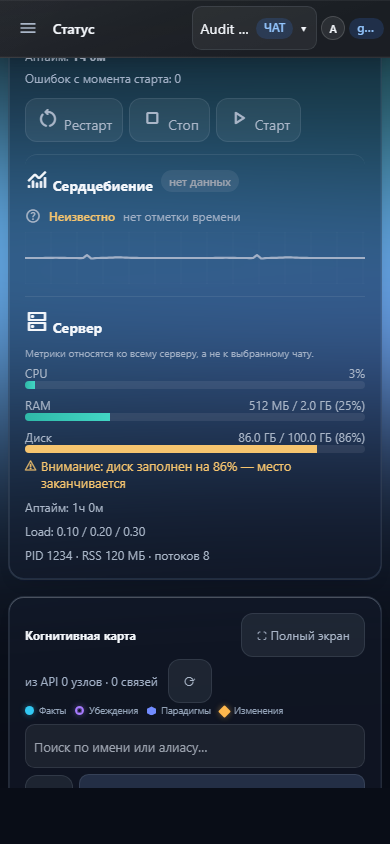 Статус
Audit ... ЧАТ ▾ A g...
Аптайм: 1ч 0м
Ошибок с момента старта: 0
Рестарт Стоп Старт
Сердцебиение нет данных
Неизвестно нет отметки времени
Сервер
Метрики относятся ко всему серверу, а не к выбранному чату.
CPU 3%
RAM 512 МБ / 2.0 ГБ (25%)
Диск 86.0 ГБ / 100.0 ГБ (86%)
⚠ Внимание: диск заполнен на 86% — место
заканчивается
Аптайм: 1ч 0м
Load: 0.10 / 0.20 / 0.30
PID 1234 · RSS 120 МБ · потоков 8
Когнитивная карта
Полный экран
из API 0 узлов · 0 связей
Факты Убеждения Парадигмы Изменения
Поиск по имени или алиасу...